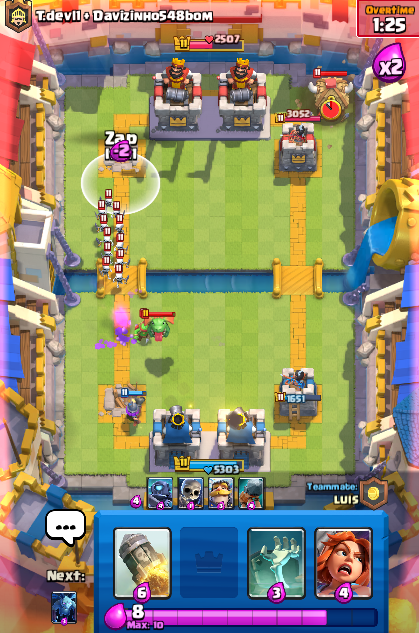 T.devil + Davizinho548bom
Overtime
1:25
2507
x2
3052
Zap
-2
1651
5303
Teammate:
LUIS
4
Next:
6
3
4
8
Max: 10